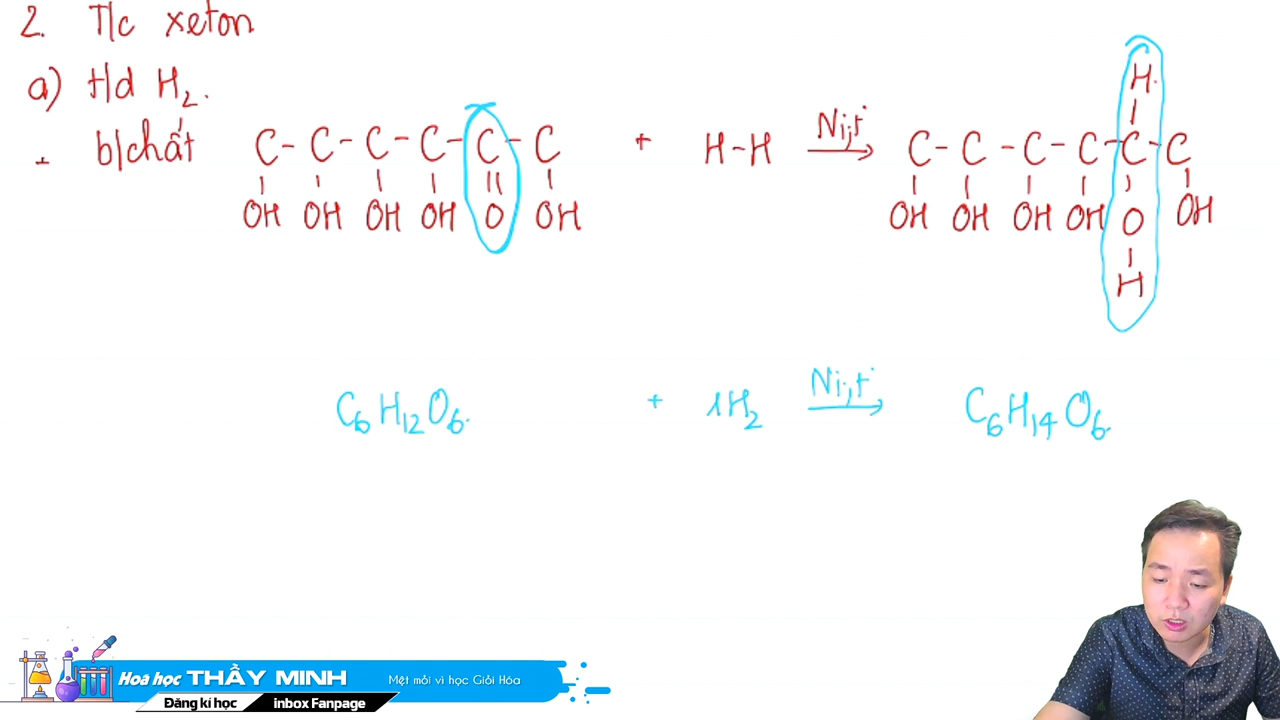 2. T/c xeton
a) t/d H₂.
+ b/chất
C - C - C - C - C - C + H-H Ni,t° C - C - C - C - C - C
OH OH OH OH O OH
H
OH OH OH OH O OH
H
C₆H₁₂O₆. + 1H₂ Ni,t° C₆H₁₄O₆.
Hoá học THẦY MINH
Mệt mỏi vì học Giỏi Hóa
Đăng kí học
inbox Fanpage